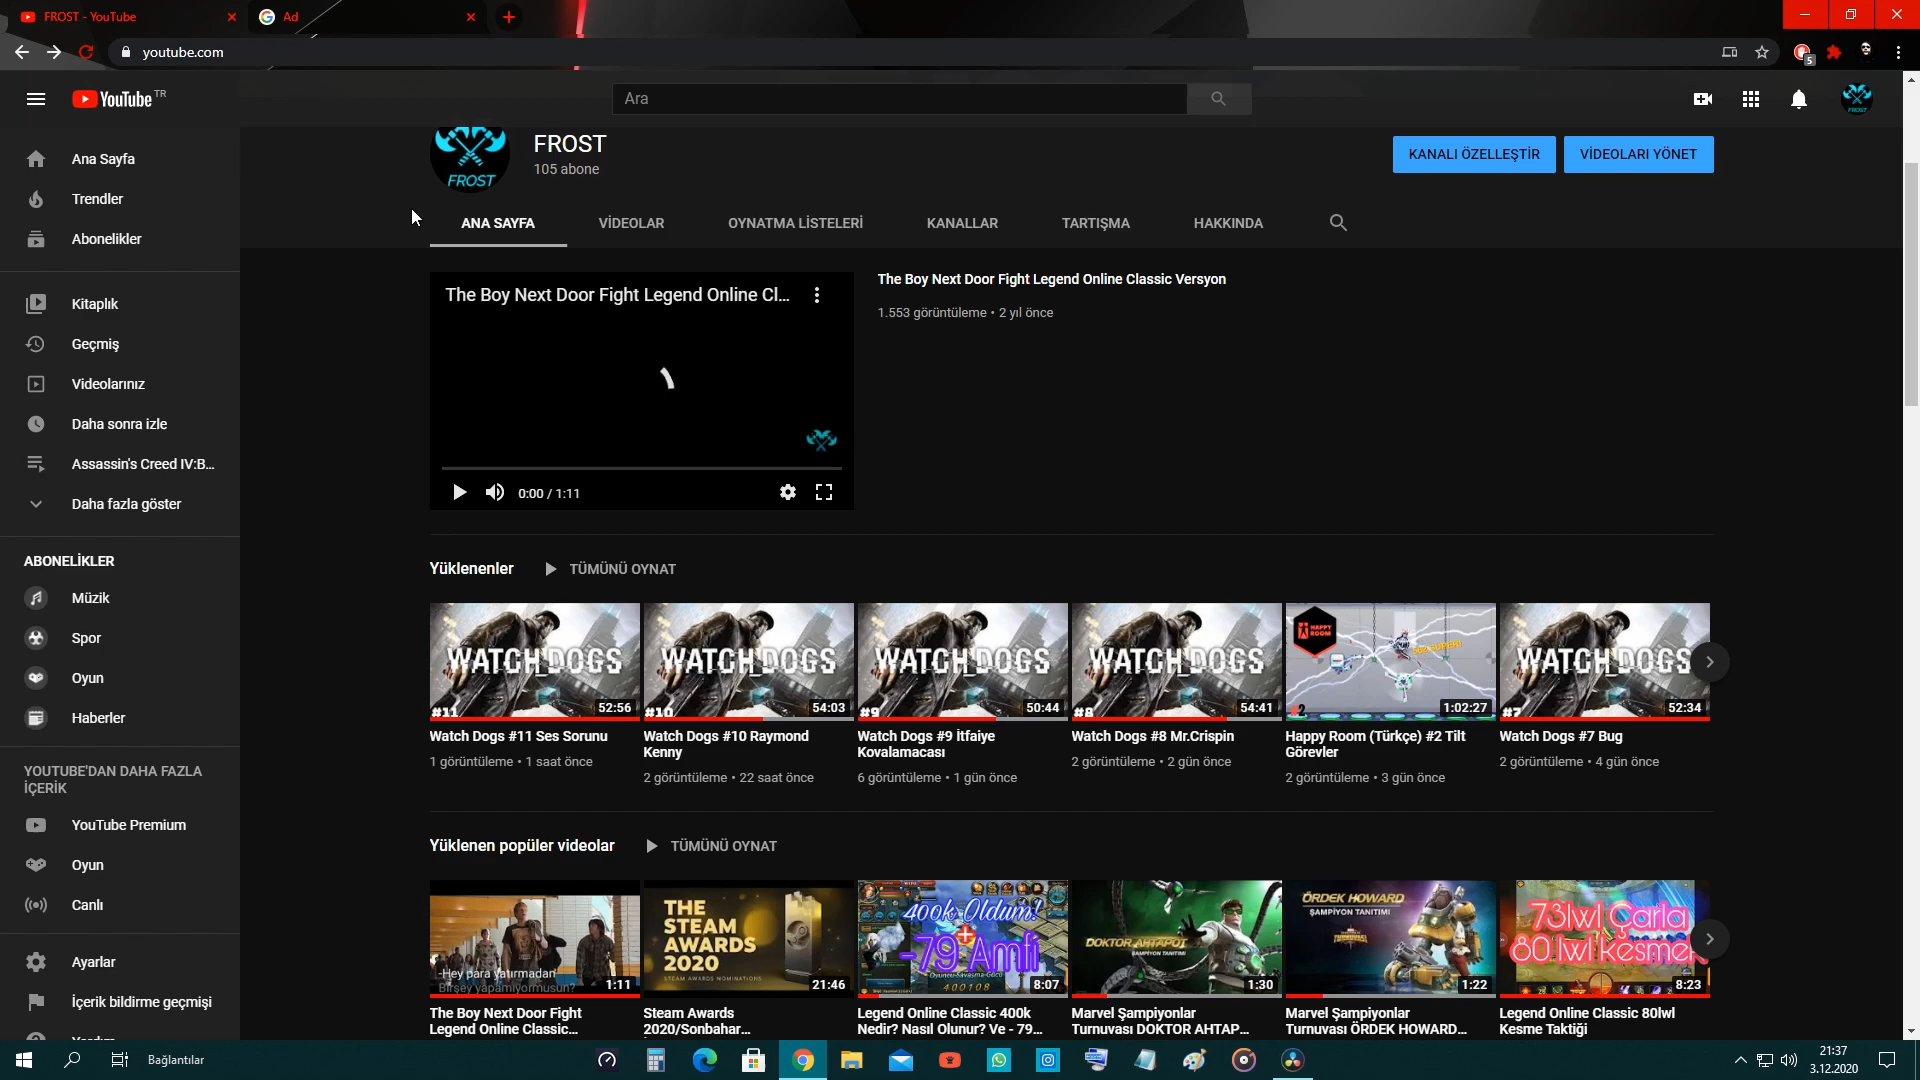 FROST - YouTube
Ad
youtube.com
5
YouTube TR
Ara
FROST
Ana Sayfa
Trendler
Abonelikler
Kitaplık
Geçmiş
Videolarınız
Daha sonra izle
Assassin's Creed IV:B...
Daha fazla göster
ABONELİKLER
Müzik
Spor
Oyun
Haberler
YOUTUBE'DAN DAHA FAZLA
İÇERİK
YouTube Premium
Oyun
Canlı
Ayarlar
İçerik bildirme geçmişi
FROST
FROST
105 abone
KANALI ÖZELLEŞTİR
VİDEOLARI YÖNET
ANA SAYFA
VİDEOLAR
OYNATMA LİSTELERİ
KANALLAR
TARTIŞMA
HAKKINDA
The Boy Next Door Fight Legend Online Cl...
0:00 / 1:11
The Boy Next Door Fight Legend Online Classic Versyon
1.553 görüntüleme • 2 yıl önce
Yüklenenler
TÜMÜNÜ OYNAT
WATCH DOGS
#11
52:56
Watch Dogs #11 Ses Sorunu
1 görüntüleme • 1 saat önce
WATCH DOGS
#10
54:03
Watch Dogs #10 Raymond
Kenny
2 görüntüleme • 22 saat önce
WATCH DOGS
#9
50:44
Watch Dogs #9 İtfaiye
Kovalamacası
6 görüntüleme • 1 gün önce
WATCH DOGS
#8
54:41
Watch Dogs #8 Mr.Crispin
2 görüntüleme • 2 gün önce
HAPPY
ROOM
#2
1:02:27
Happy Room (Türkçe) #2 Tilt
Görevler
2 görüntüleme • 3 gün önce
WATCH DOGS
#7
52:34
Watch Dogs #7 Bug
2 görüntüleme • 4 gün önce
Yüklenen popüler videolar
TÜMÜNÜ OYNAT
-Hey para yatırmadan
Birşey yapamıyormusun?
1:11
The Boy Next Door Fight
Legend Online Classic...
THE
STEAM
AWARDS
2020
STEAM AWARDS NOMINATIONS
21:46
Steam Awards
2020/Sonbahar...
400k Oldum!
+
-79 Amfi
400108
8:07
Legend Online Classic 400k
Nedir? Nasıl Olunur? Ve - 79...
DOKTOR AHTAPOT
ŞAMPİYON TANITIMI
1:30
Marvel Şampiyonlar
Turnuvası DOKTOR AHTAP...
ÖRDEK HOWARD
ŞAMPİYON TANITIMI
1:22
Marvel Şampiyonlar
Turnuvası ÖRDEK HOWARD...
73lwl Çarla
80 lwl kesmek
8:23
Legend Online Classic 80lwl
Kesme Taktiği
Bağlantılar
21:37
3.12.2020